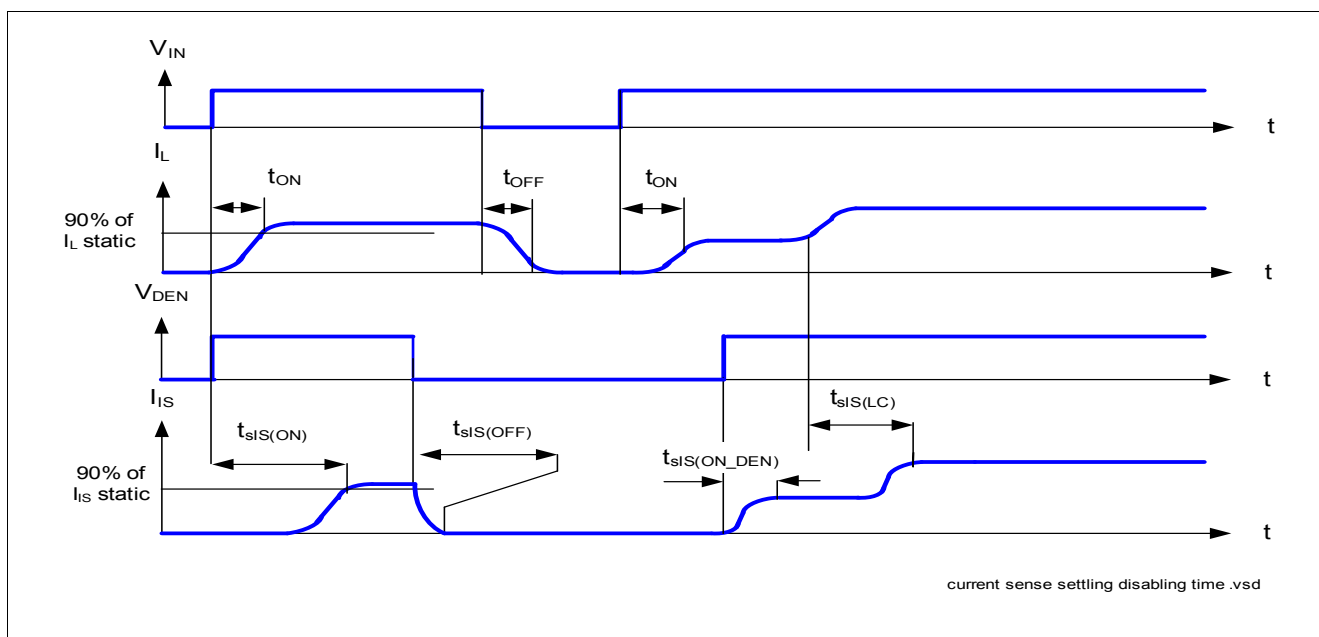 VIN
t
IL
tON
tOFF
tON
90% of
IL static
t
VDEN
t
IIS
tsIS(ON)
tsIS(OFF)
tsIS(LC)
tsIS(ON_DEN)
90% of
IIS static
t
current sense settling disabling time .vsd